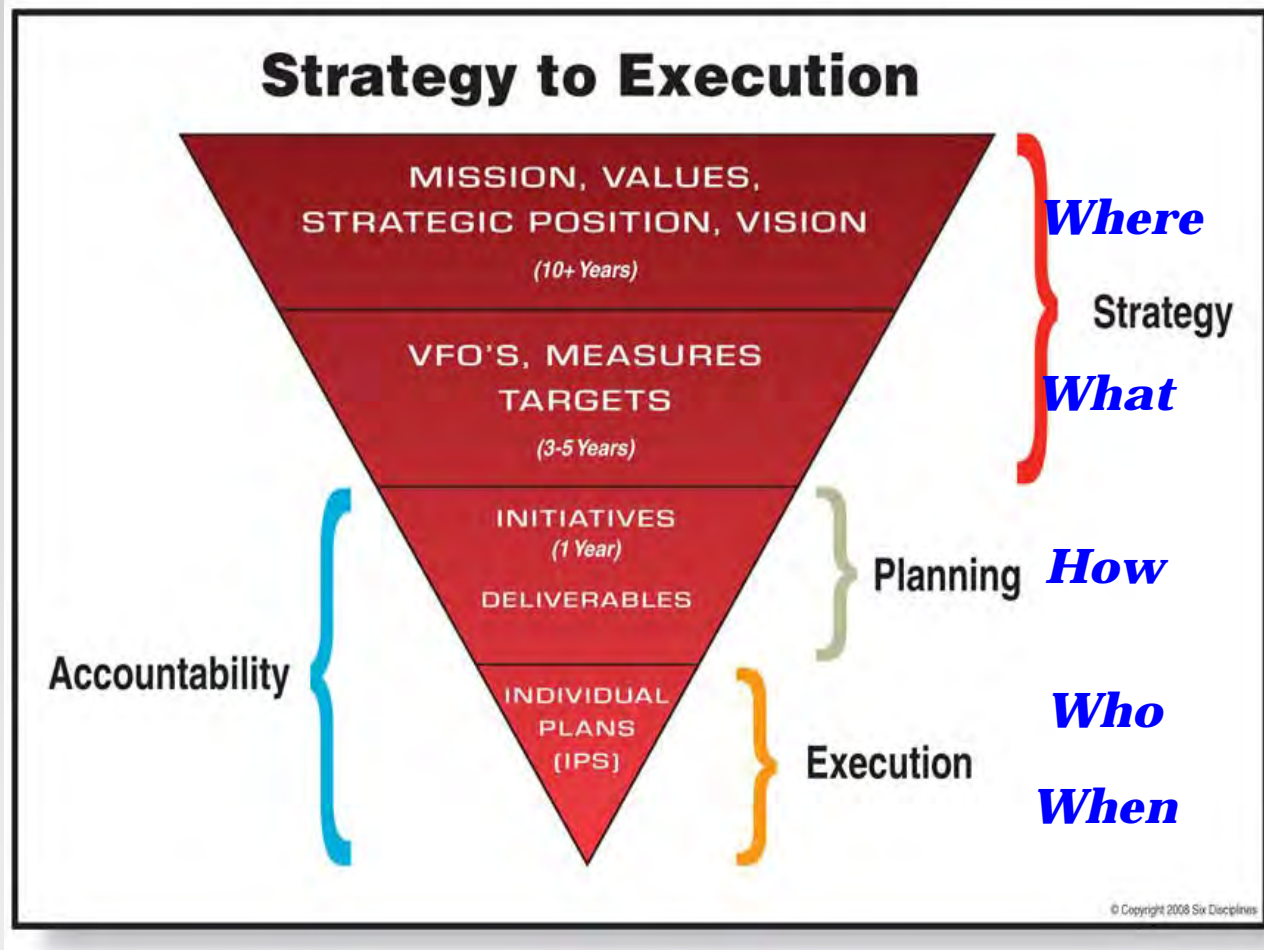 Strategy to Execution
MISSION, VALUES,
STRATEGIC POSITION, VISION
(10+ Years)
Where
Strategy
VFO'S, MEASURES
TARGETS
(3-5 Years)
What
INITIATIVES
(1 Year)
DELIVERABLES
Planning
How
Accountability
INDIVIDUAL
PLANS
(IPS)
Execution
Who
When
© Copyright 2008 Six Disciplines